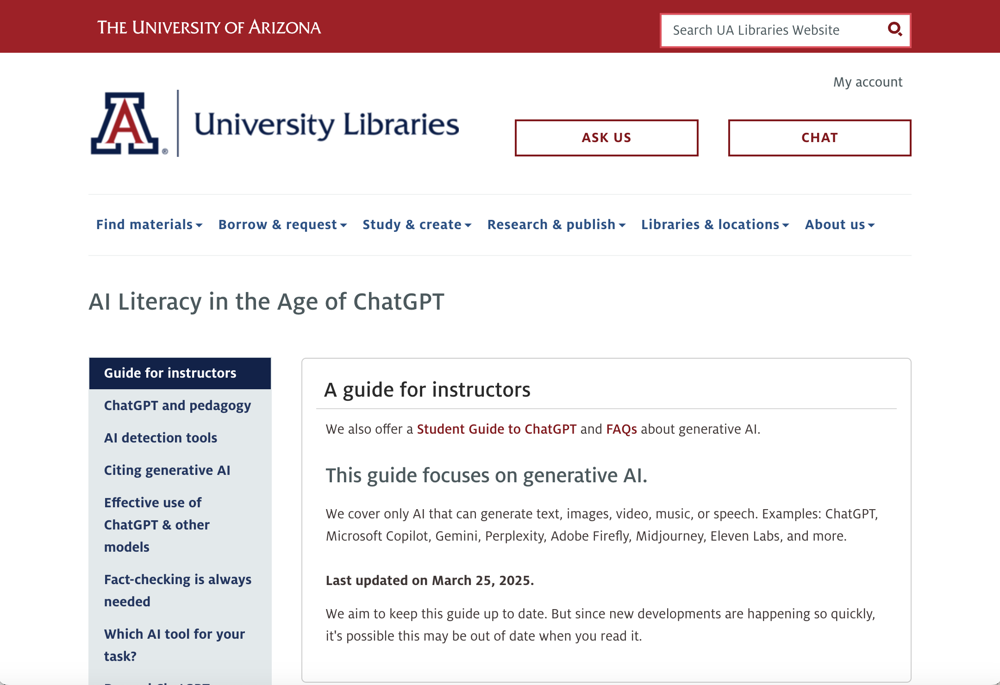 THE UNIVERSITY OF ARIZONA
Search UA Libraries Website
My account
A ®
University Libraries
ASK US
CHAT
Find materials Borrow & request Study & create Research & publish Libraries & locations About us
AI Literacy in the Age of ChatGPT
Guide for instructors
ChatGPT and pedagogy
AI detection tools
Citing generative AI
Effective use of
ChatGPT & other
models
Fact-checking is always
needed
Which AI tool for your
task?
A guide for instructors
We also offer a Student Guide to ChatGPT and FAQs about generative AI.
This guide focuses on generative AI.
We cover only AI that can generate text, images, video, music, or speech. Examples: ChatGPT,
Microsoft Copilot, Gemini, Perplexity, Adobe Firefly, Midjourney, Eleven Labs, and more.
Last updated on March 25, 2025.
We aim to keep this guide up to date. But since new developments are happening so quickly,
it's possible this may be out of date when you read it.